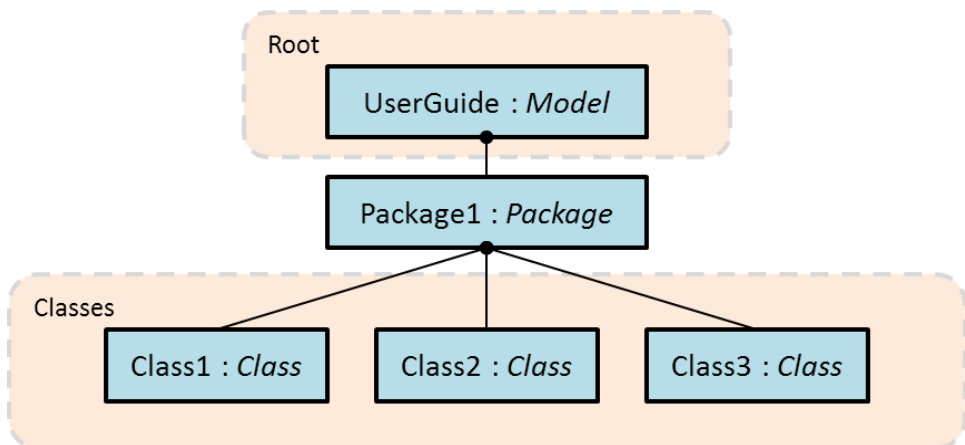 Root
UserGuide : Model
Package1 : Package
Classes
Class1 : Class
Class2 : Class
Class3 : Class